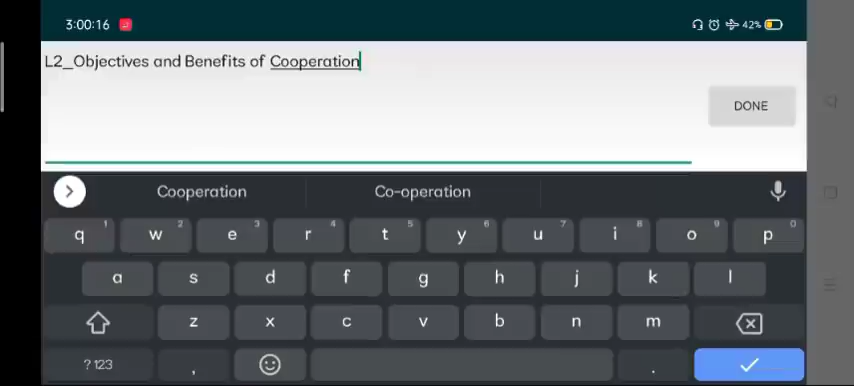 3:00:16 42%
L2_Objectives and Benefits of Cooperation
DONE
Cooperation Co-operation
q 1 w 2 e 3 r 4 t 5 y 6 u 7 i 8 o 9 p 0
a s d f g h j k l
z x c v b n m
?123 , .